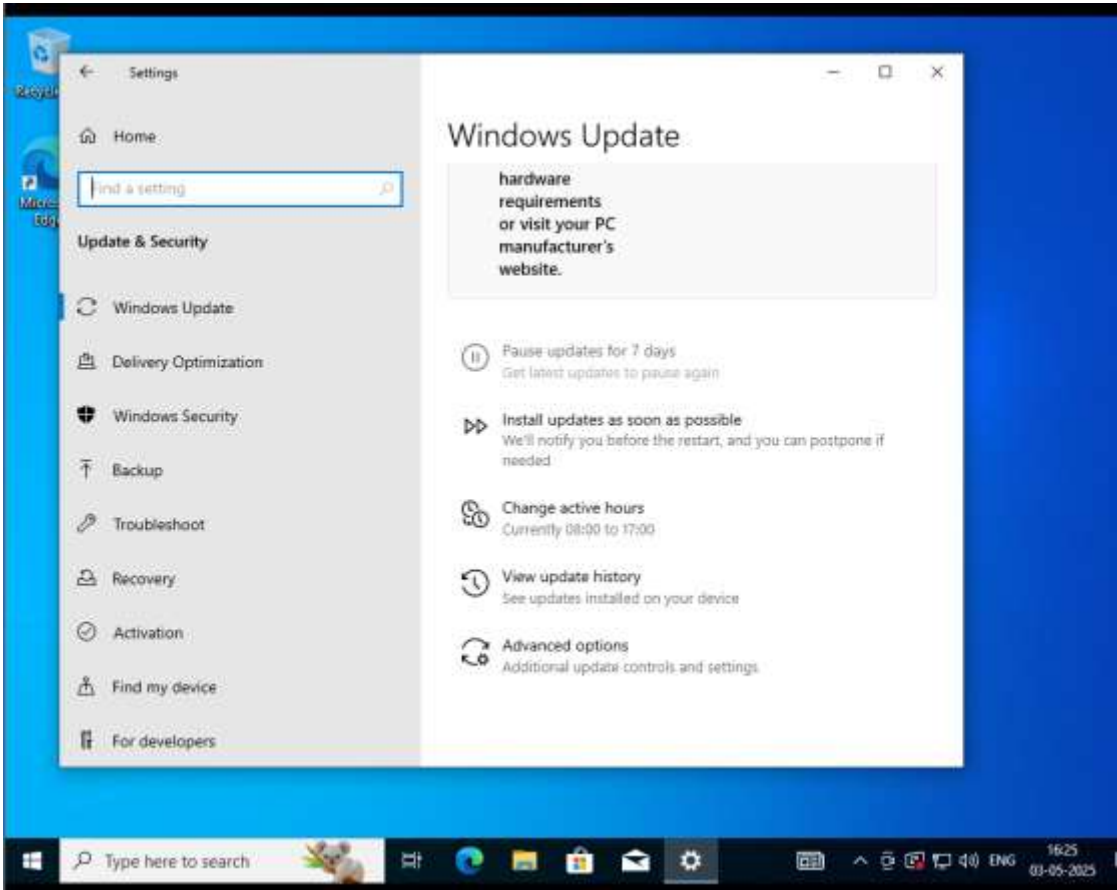 Recycle
Micros
Edge
Settings
Home
Find a setting
Update & Security
Windows Update
Delivery Optimization
Windows Security
Backup
Troubleshoot
Recovery
Activation
Find my device
For developers
Windows Update
hardware
requirements
or visit your PC
manufacturer's
website.
Pause updates for 7 days
Get latest updates to pause again
Install updates as soon as possible
We'll notify you before the restart, and you can postpone if
needed
Change active hours
Currently 08:00 to 17:00
View update history
See updates installed on your device
Advanced options
Additional update controls and settings
Type here to search
ENG
16:25
03-05-2025